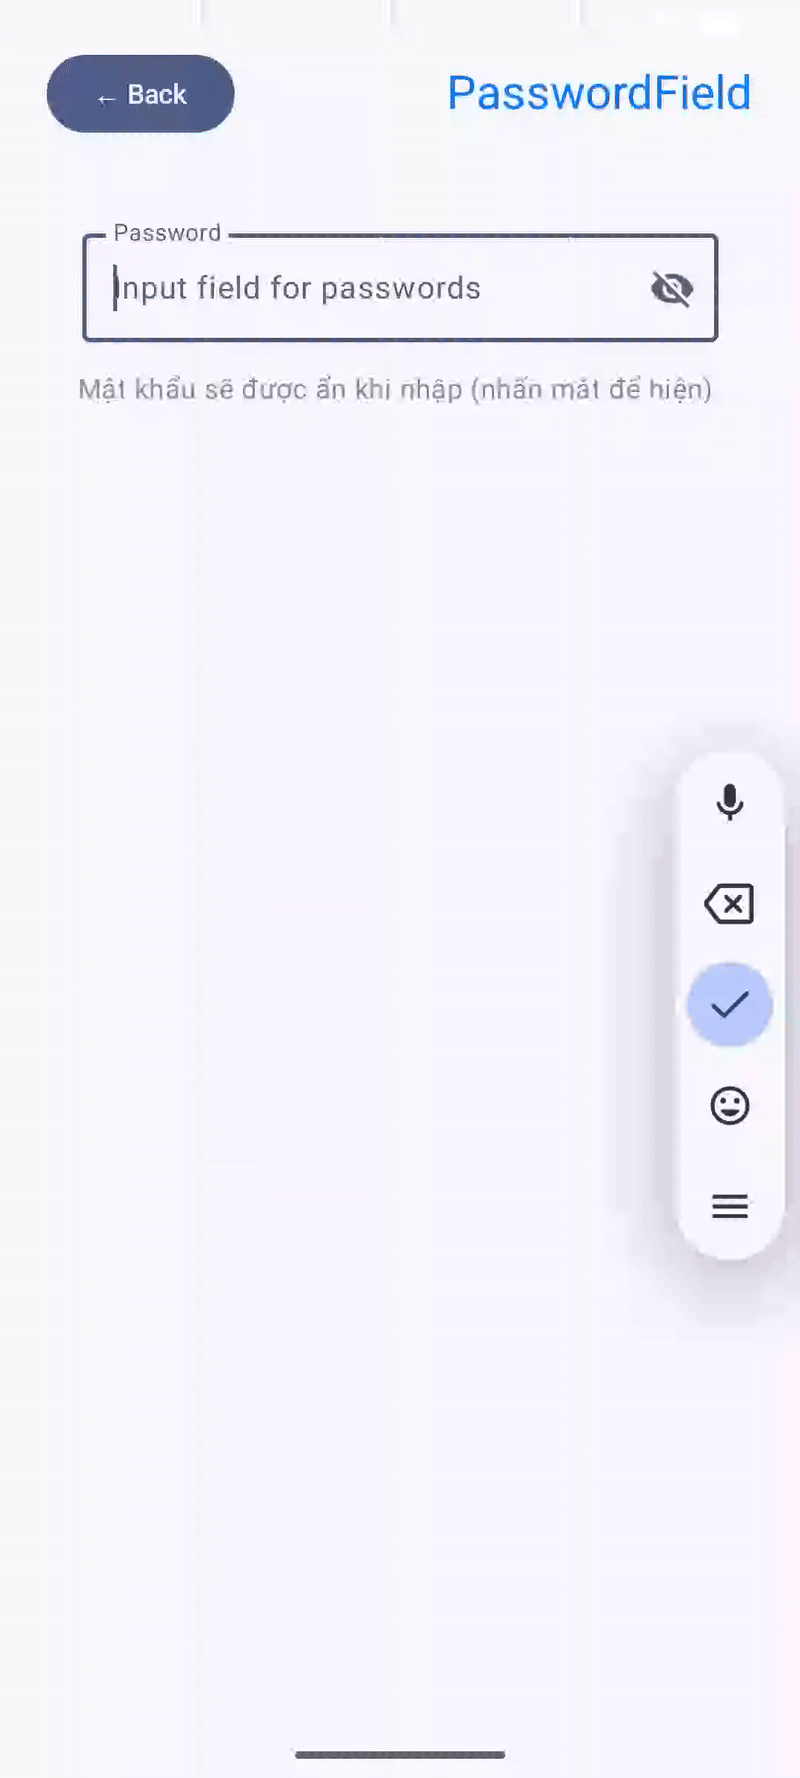 ← Back
PasswordField
Password
Input field for passwords
Mật khẩu sẽ được ẩn khi nhập (nhấn mắt để hiện)